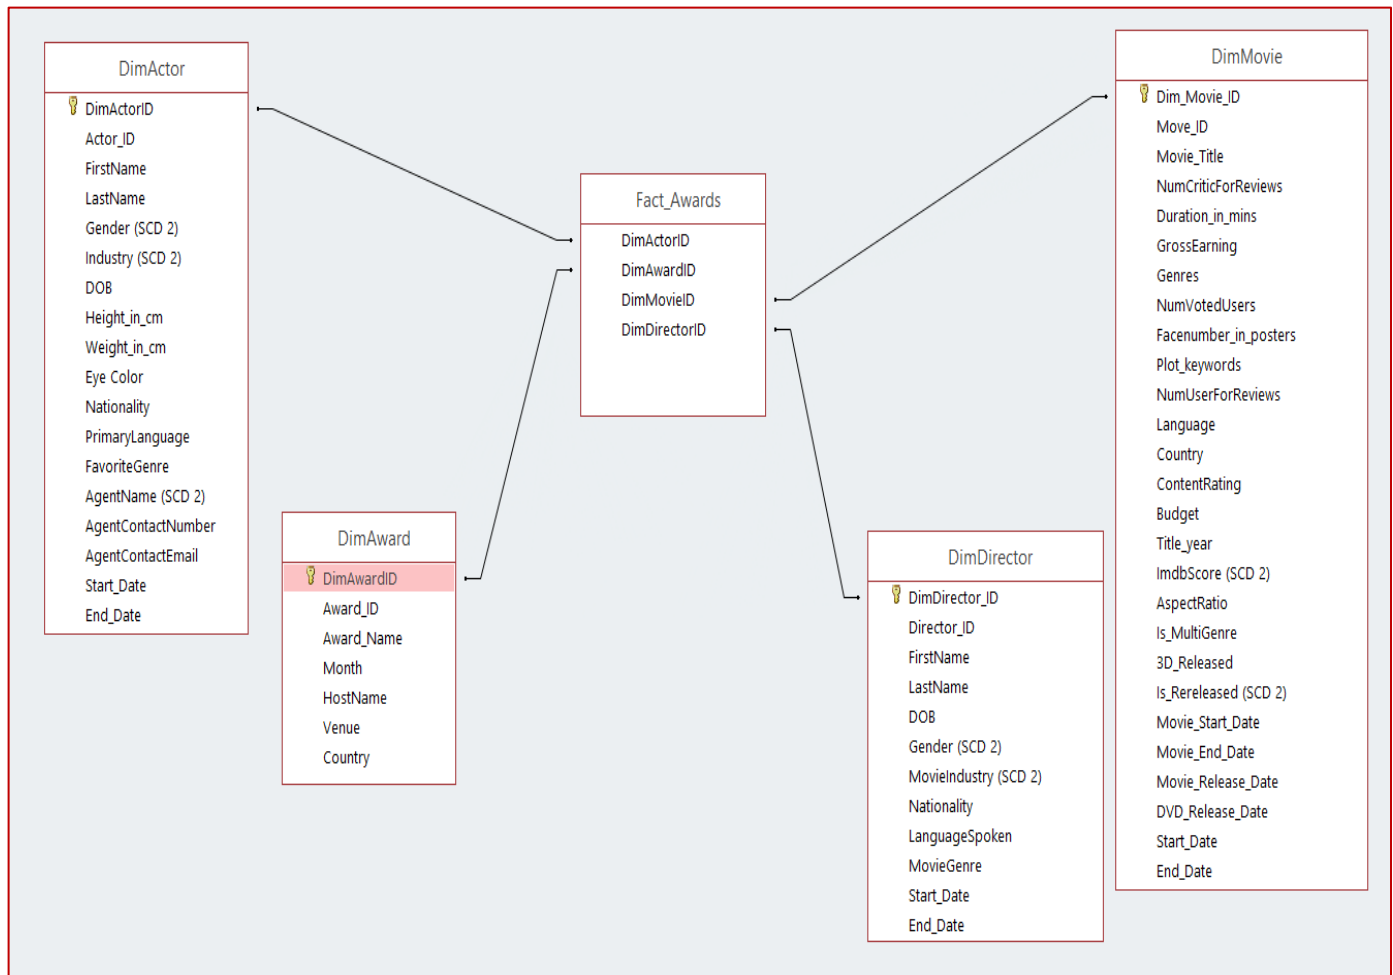 DimActor
DimActorID
Actor_ID
FirstName
LastName
Gender (SCD 2)
Industry (SCD 2)
DOB
Height_in_cm
Weight_in_cm
Eye Color
Nationality
PrimaryLanguage
FavoriteGenre
AgentName (SCD 2)
AgentContactNumber
AgentContactEmail
Start_Date
End_Date
DimAward
DimAwardID
Award_ID
Award_Name
Month
HostName
Venue
Country
Fact_Awards
DimActorID
DimAwardID
DimMovieID
DimDirectorID
DimDirector
DimDirector_ID
Director_ID
FirstName
LastName
DOB
Gender (SCD 2)
MovieIndustry (SCD 2)
Nationality
LanguageSpoken
MovieGenre
Start_Date
End_Date
DimMovie
Dim_Movie_ID
Move_ID
Movie_Title
NumCriticForReviews
Duration_in_mins
GrossEarning
Genres
NumVotedUsers
Facenumber_in_posters
Plot_keywords
NumUserForReviews
Language
Country
ContentRating
Budget
Title_year
ImdbScore (SCD 2)
AspectRatio
Is_MultiGenre
3D_Released
Is_Rereleased (SCD 2)
Movie_Start_Date
Movie_End_Date
Movie_Release_Date
DVD_Release_Date
Start_Date
End_Date